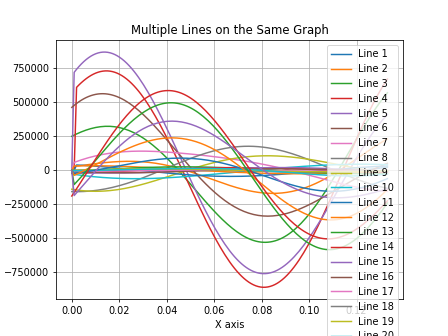 Multiple Lines on the Same Graph
750000
500000
250000
0
-250000
-500000
-750000
0.00
0.02
0.04
0.06
0.08
0.10
X axis
Line 1
Line 2
Line 3
Line 4
Line 5
Line 6
Line 7
Line 8
Line 9
Line 10
Line 11
Line 12
Line 13
Line 14
Line 15
Line 16
Line 17
Line 18
Line 19
Line 20